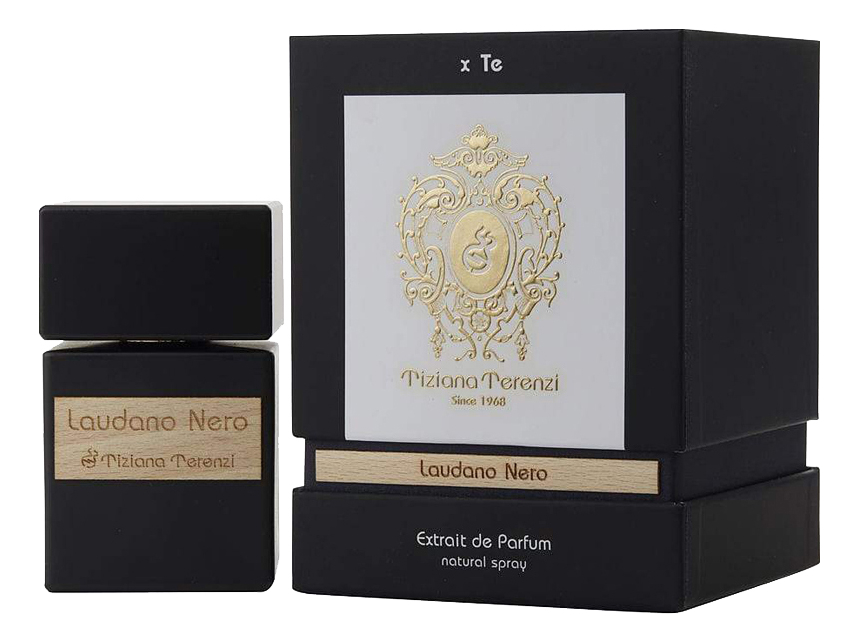 x Te
Tiziana Terenzi
Since 1968
Laudano Nero
Extrait de Parfum
natural spray
Laudano Nero
Tiziana Terenzi